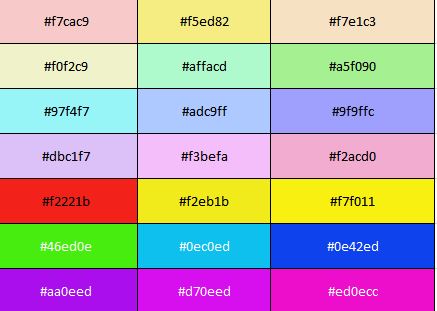 #f7cac9 #f5ed82 #f7e1c3
#f0f2c9 #affacd #a5f090
#97f4f7 #adc9ff #9f9ffc
#dbc1f7 #f3befa #f2acd0
#f2221b #f2eb1b #f7f011
#46ed0e #0ec0ed #0e42ed
#aa0eed #d70eed #ed0ecc